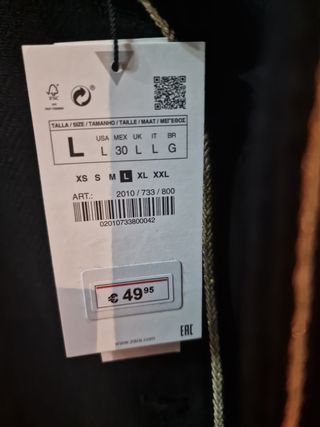 FSC
TALLA / SIZE / TAMANHO / TAILLE / MAAT / ΜΕΓΕΘΟΣ
L
USA MEX UK IT BR
L 30 L L G
XS S M L XL XXL
ART.: 2010 / 733 / 800
02010733800042
€ 49 95
EAC
www.zara.com